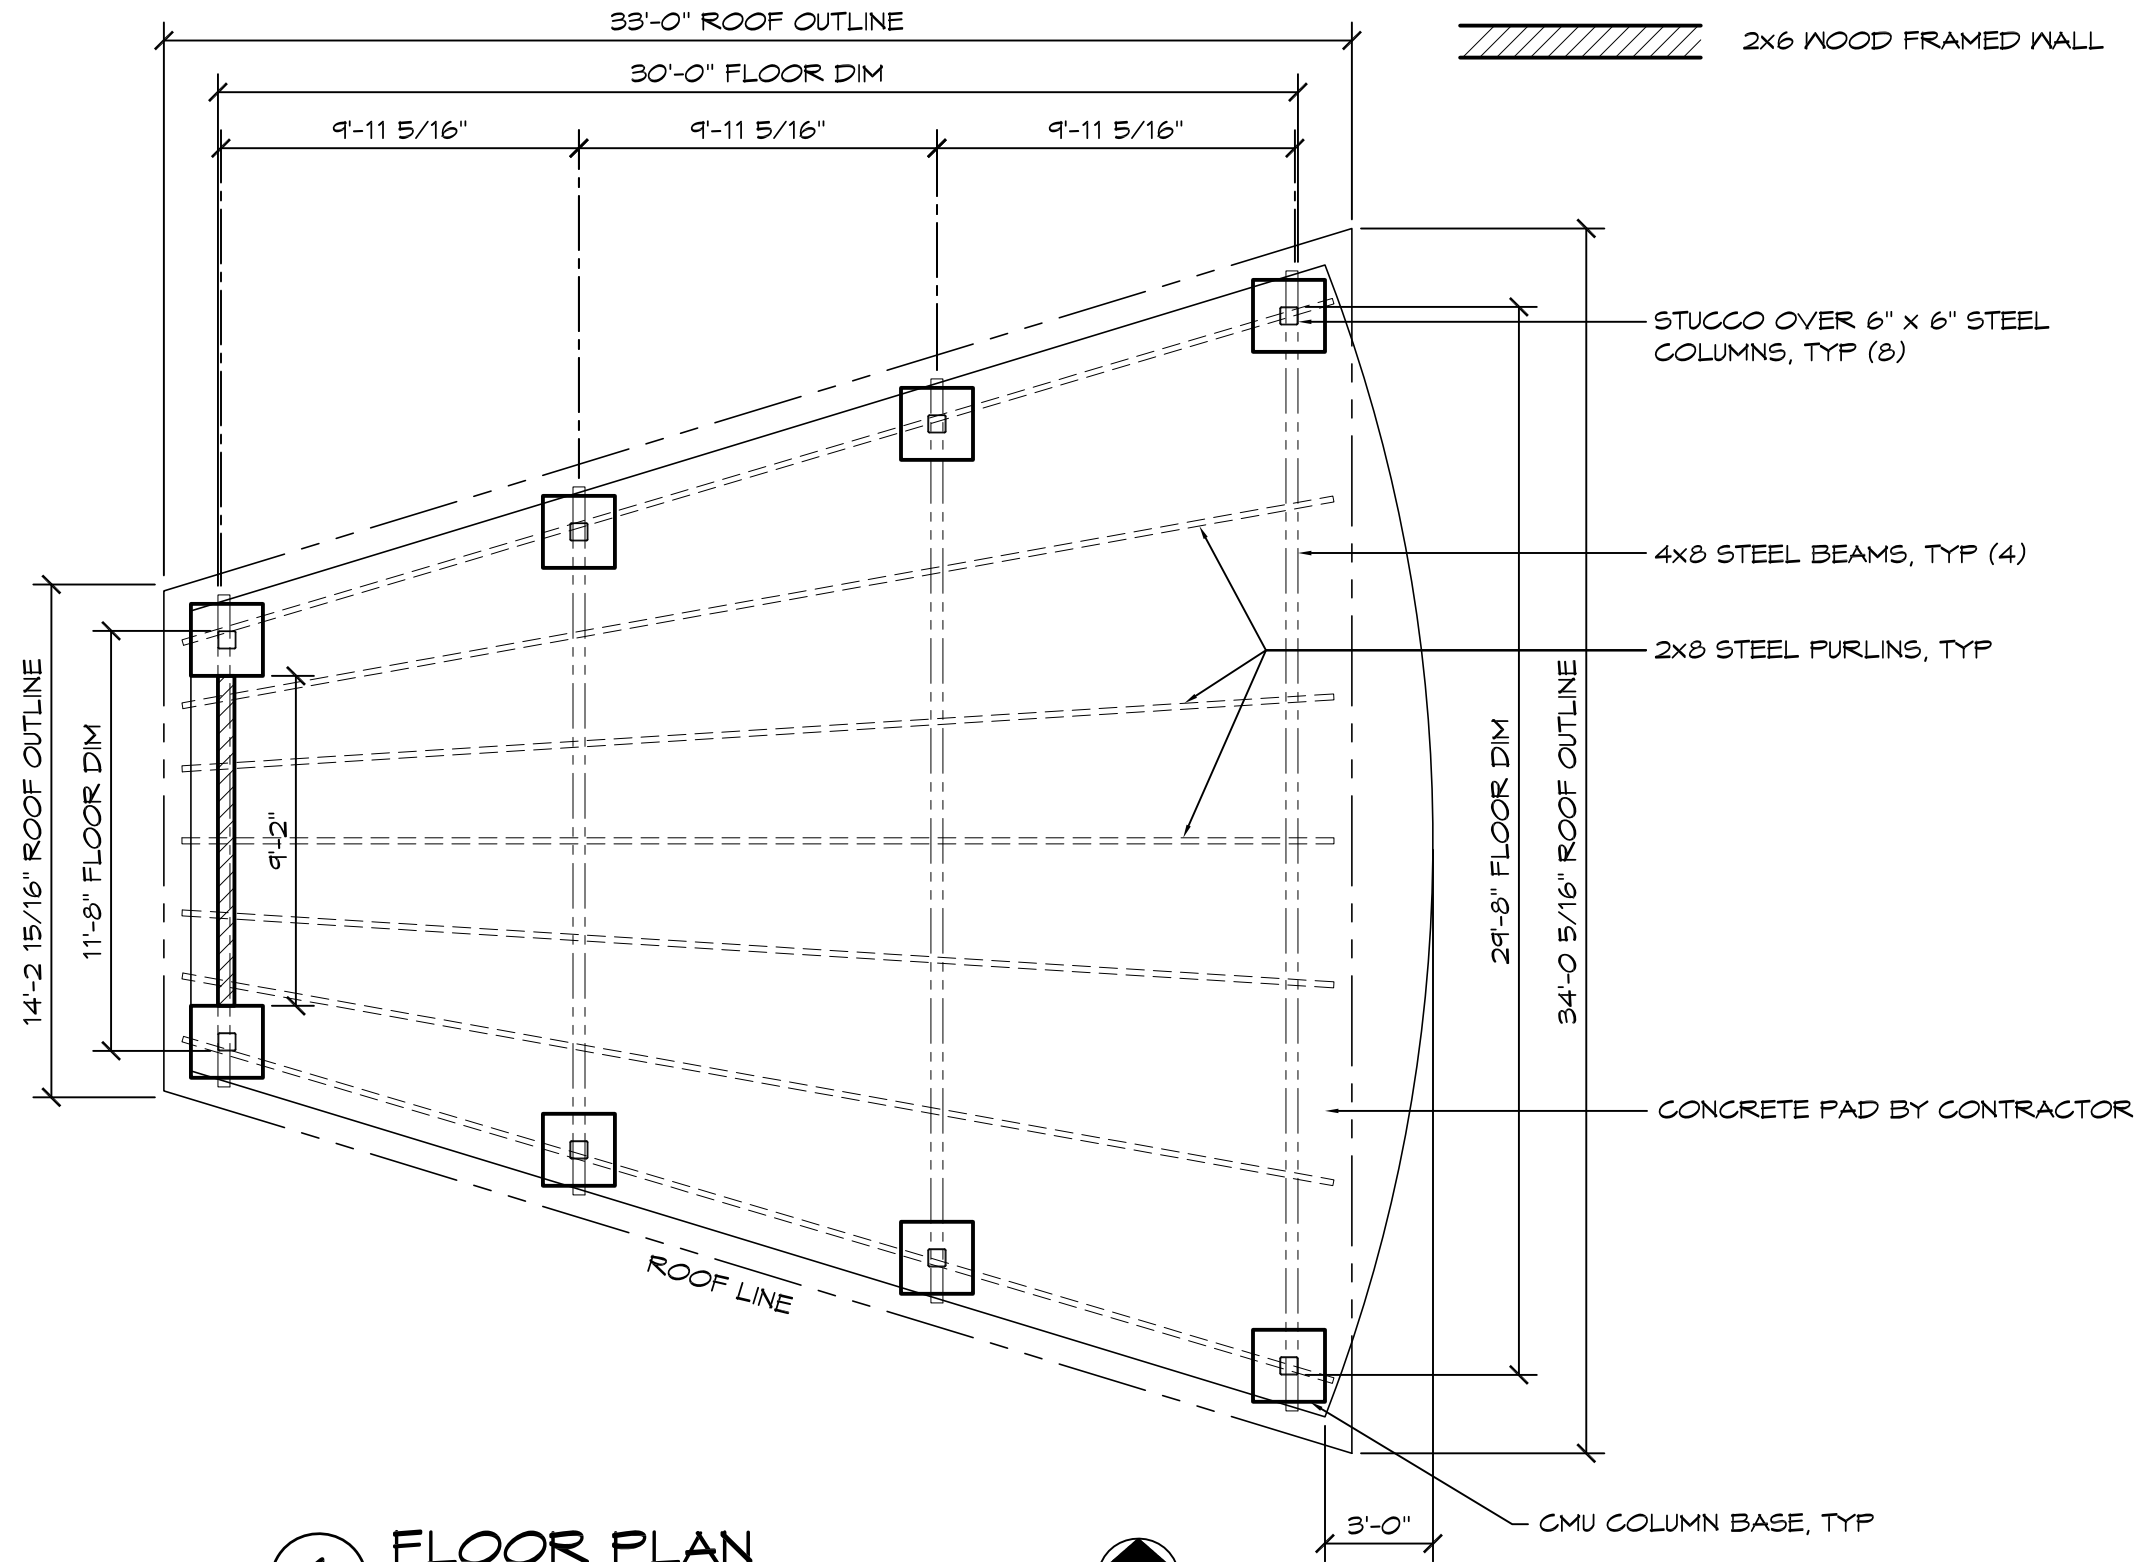 33'-0" ROOF OUTLINE
2x6 WOOD FRAMED WALL
30'-0" FLOOR DIM
9'-11 5/16"
9'-11 5/16"
9'-11 5/16"
STUCCO OVER 6" X 6" STEEL
COLUMNS, TYP (8)
4x8 STEEL BEAMS, TYP (4)
2x8 STEEL PURLINS, TYP
14'-2 15/16" ROOF OUTLINE
11'-8" FLOOR DIM
9'-2"
29'-8" FLOOR DIM
34'-0 5/16" ROOF OUTLINE
CONCRETE PAD BY CONTRACTOR
ROOF LINE
3'-0"
CMU COLUMN BASE, TYP
FLOOR PLAN